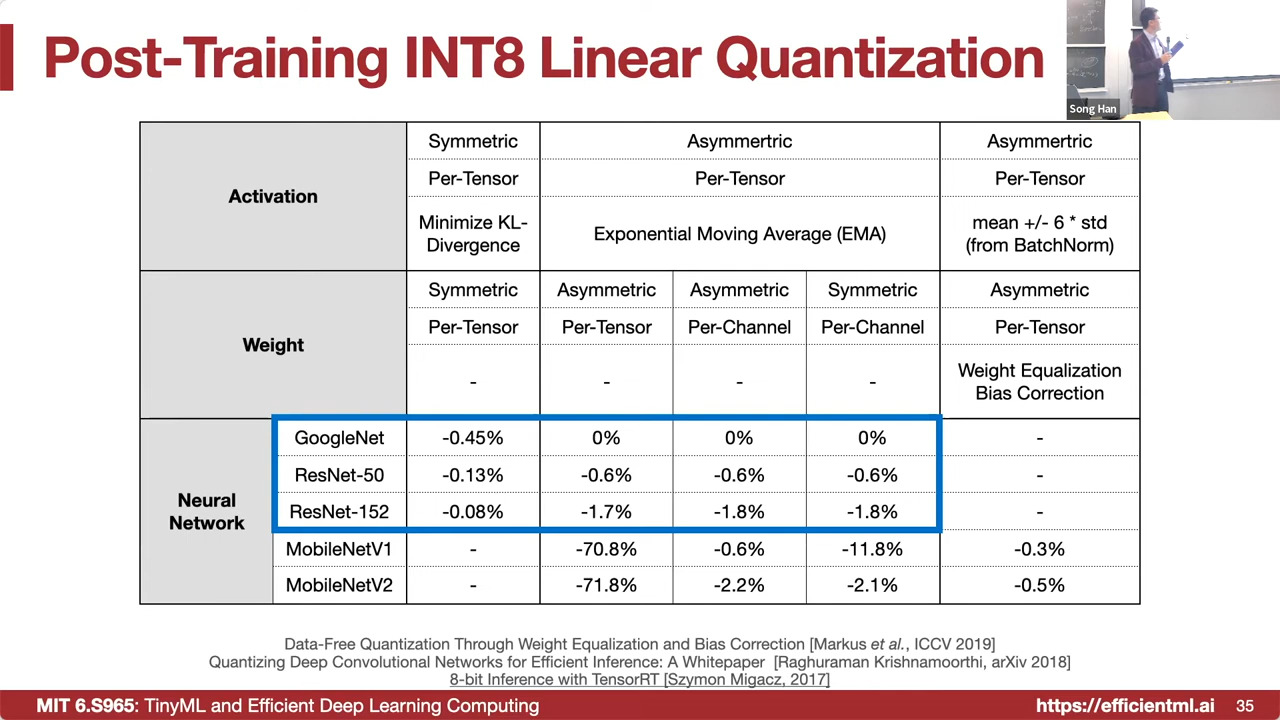 Post-Training INT8 Linear Quantization
Song Han
Activation
Symmetric
Asymmertric
Asymmertric
Per-Tensor
Per-Tensor
Per-Tensor
Minimize KL-
Divergence
Exponential Moving Average (EMA)
mean +/- 6 * std
(from BatchNorm)
Weight
Symmetric
Asymmetric
Asymmetric
Symmetric
Asymmetric
Per-Tensor
Per-Tensor
Per-Channel
Per-Channel
Per-Tensor
-
-
-
-
Weight Equalization
Bias Correction
Neural
Network
GoogleNet -0.45% 0% 0% 0% -
ResNet-50 -0.13% -0.6% -0.6% -0.6% -
ResNet-152 -0.08% -1.7% -1.8% -1.8% -
MobileNetV1 - -70.8% -0.6% -11.8% -0.3%
MobileNetV2 - -71.8% -2.2% -2.1% -0.5%
Data-Free Quantization Through Weight Equalization and Bias Correction [Markus et al., ICCV 2019]
Quantizing Deep Convolutional Networks for Efficient Inference: A Whitepaper [Raghuraman Krishnamoorthi, arXiv 2018]
8-bit Inference with TensorRT [Szymon Migacz, 2017]
MIT 6.S965: TinyML and Efficient Deep Learning Computing
https://efficientml.ai
35